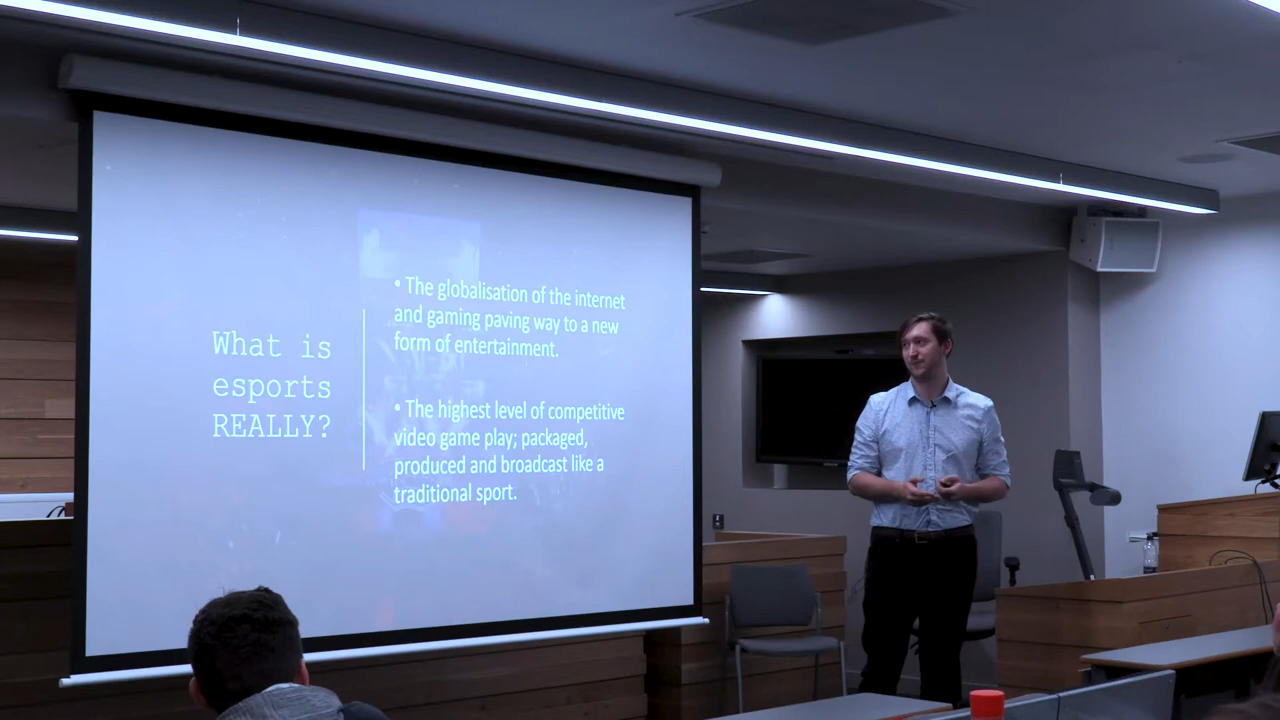 What is
esports
REALLY?
• The globalisation of the internet
and gaming paving way to a new
form of entertainment.
• The highest level of competitive
video game play; packaged,
produced and broadcast like a
traditional sport.